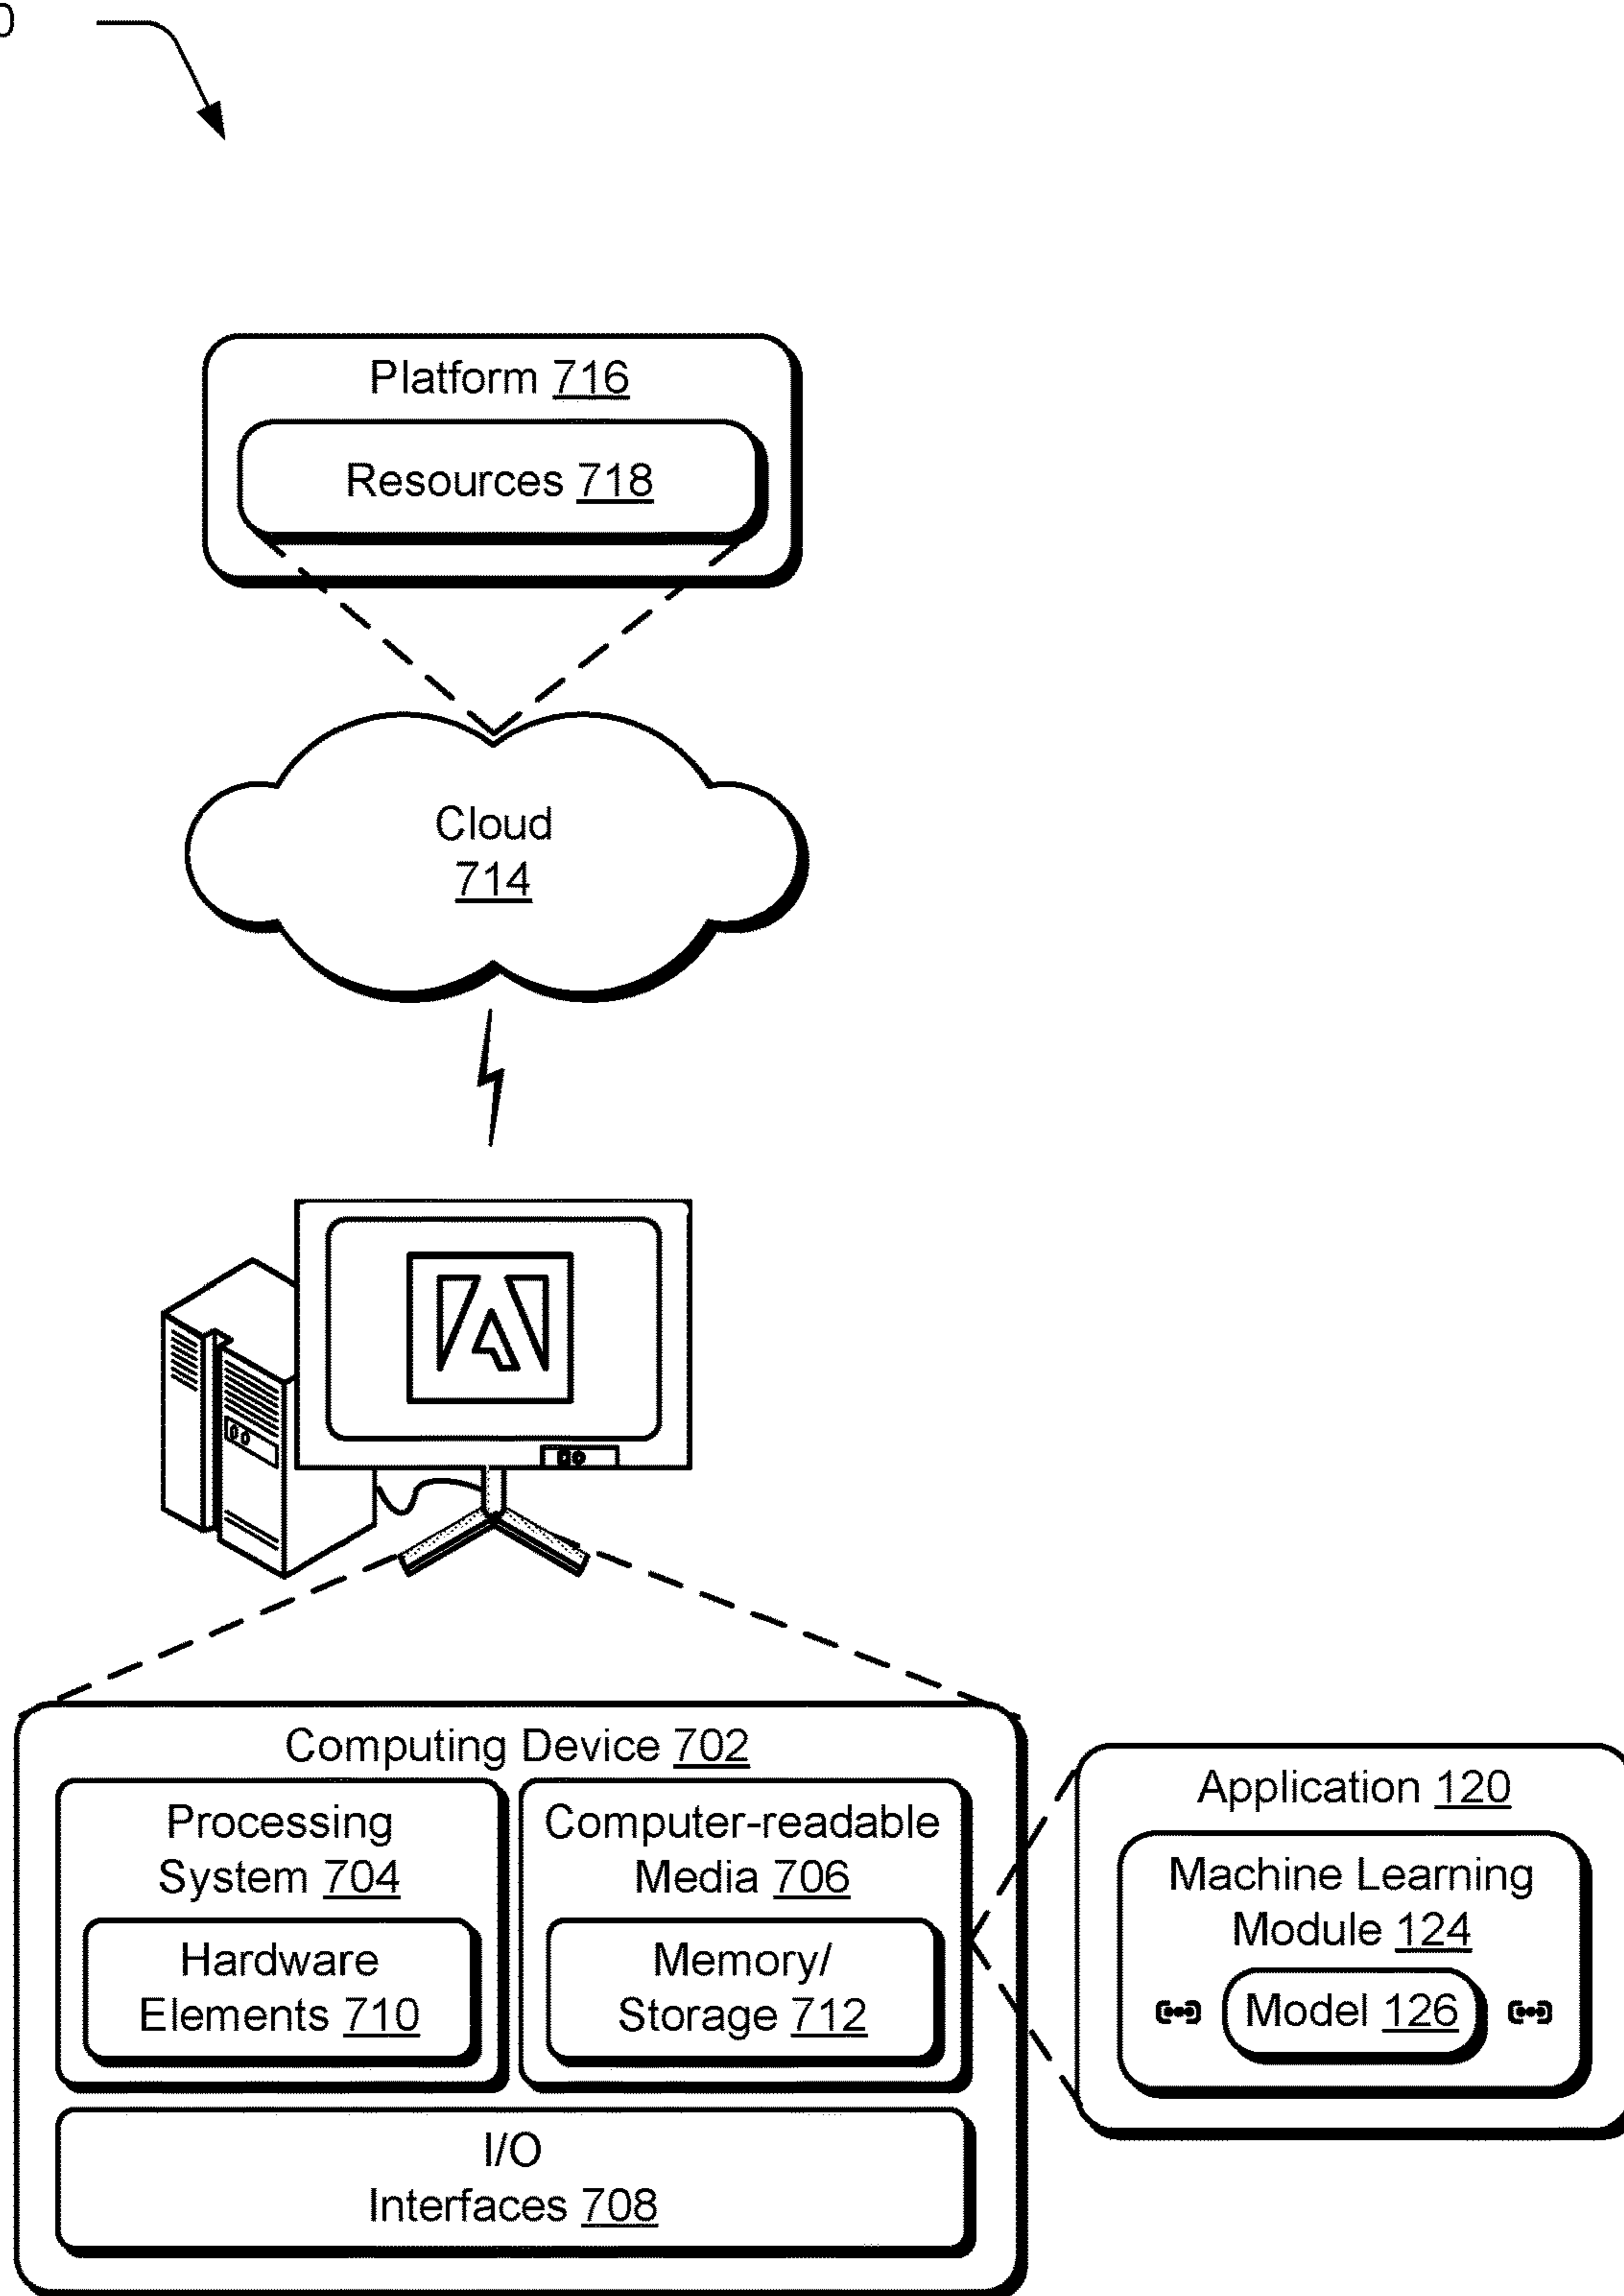 0
Platform 716
Resources 718
Cloud
714
Computing Device 702
Processing
System 704
Hardware
Elements 710
Computer-readable
Media 706
Memory/
Storage 712
I/O
Interfaces 708
Application 120
Machine Learning
Module 124
Model 126